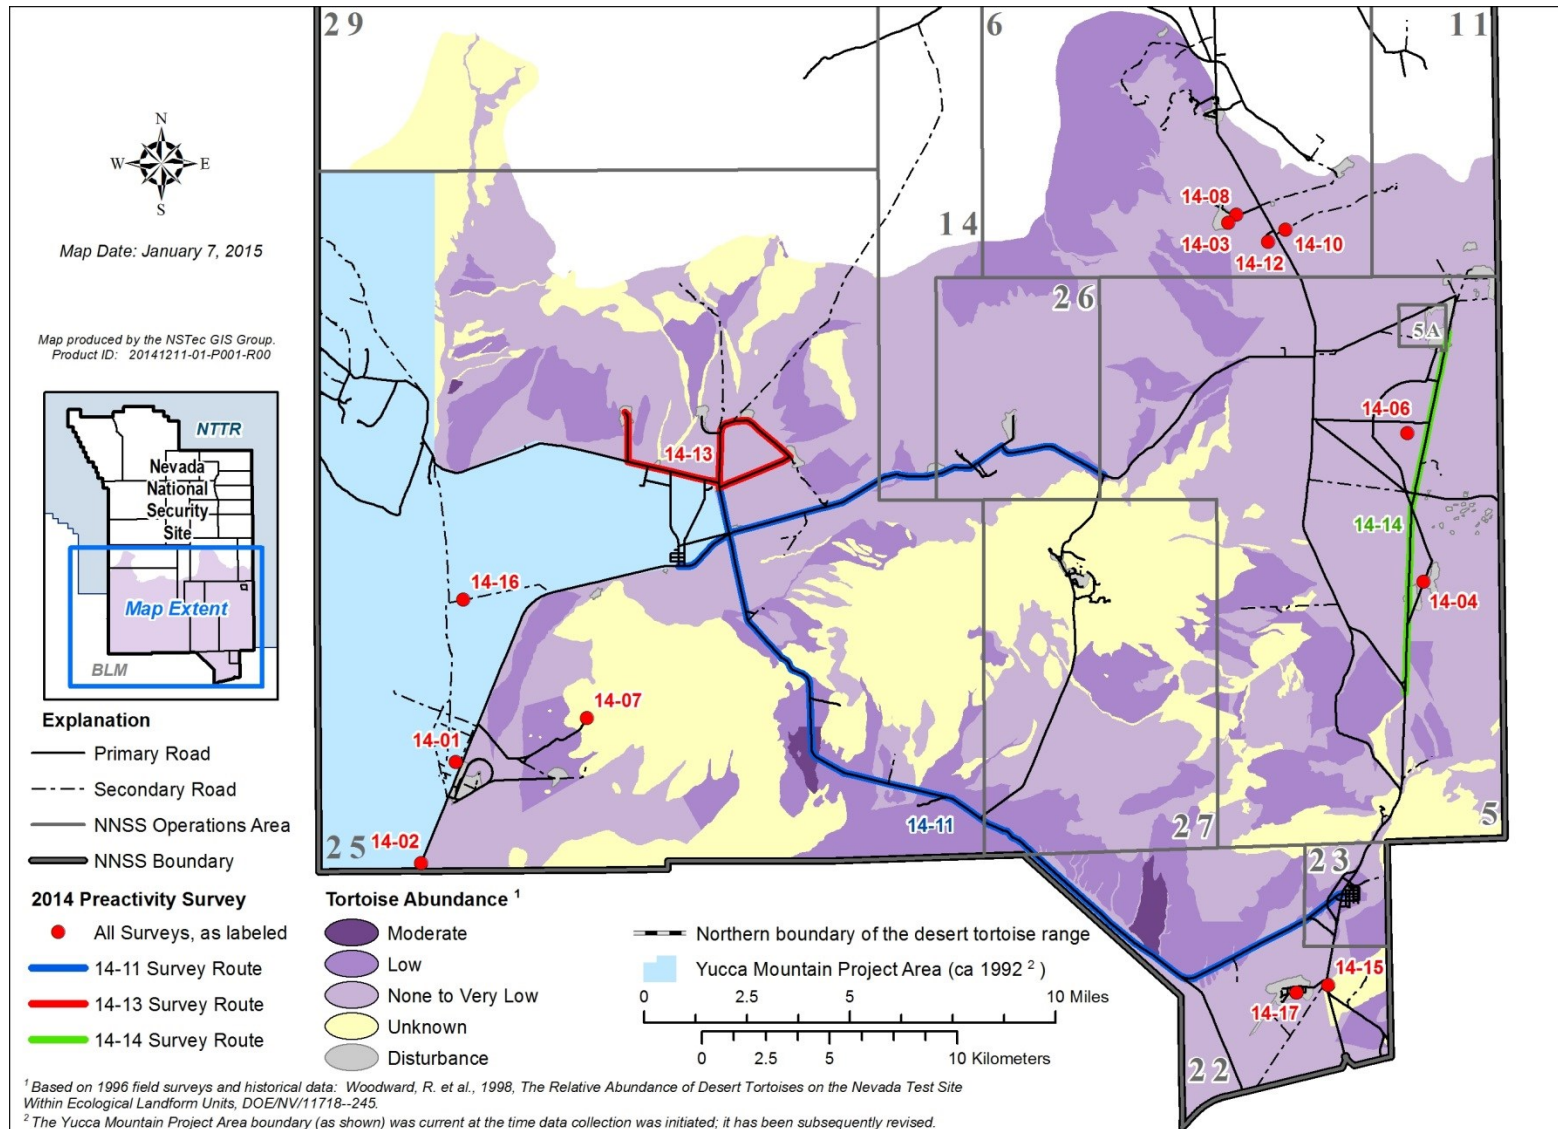 29
6
11
N
W
E
S
Map Date: January 7, 2015
14-08
14-03
14-10
14-12
14
26
5A
Map produced by the NSTec GIS Group.
Product ID: 20141211-01-P001-R00
NTTR
Nevada
National
Security
Site
Map Extent
BLM
14-06
14-13
14-14
14-16
14-04
14-07
14-01
14-02
14-11
25
27
5
23
14-15
14-17
22
Explanation
Primary Road
Secondary Road
NNSS Operations Area
NNSS Boundary
2014 Preactivity Survey
All Surveys, as labeled
14-11 Survey Route
14-13 Survey Route
14-14 Survey Route
Tortoise Abundance 1
Moderate
Low
None to Very Low
Unknown
Disturbance
Northern boundary of the desert tortoise range
Yucca Mountain Project Area (ca 1992 2 )
0 2.5 5 10 Miles
0 2.5 5 10 Kilometers
1 Based on 1996 field surveys and historical data: Woodward, R. et al., 1998, The Relative Abundance of Desert Tortoises on the Nevada Test Site
Within Ecological Landform Units, DOE/NV/11718--245.
2 The Yucca Mountain Project Area boundary (as shown) was current at the time data collection was initiated; it has been subsequently revised.